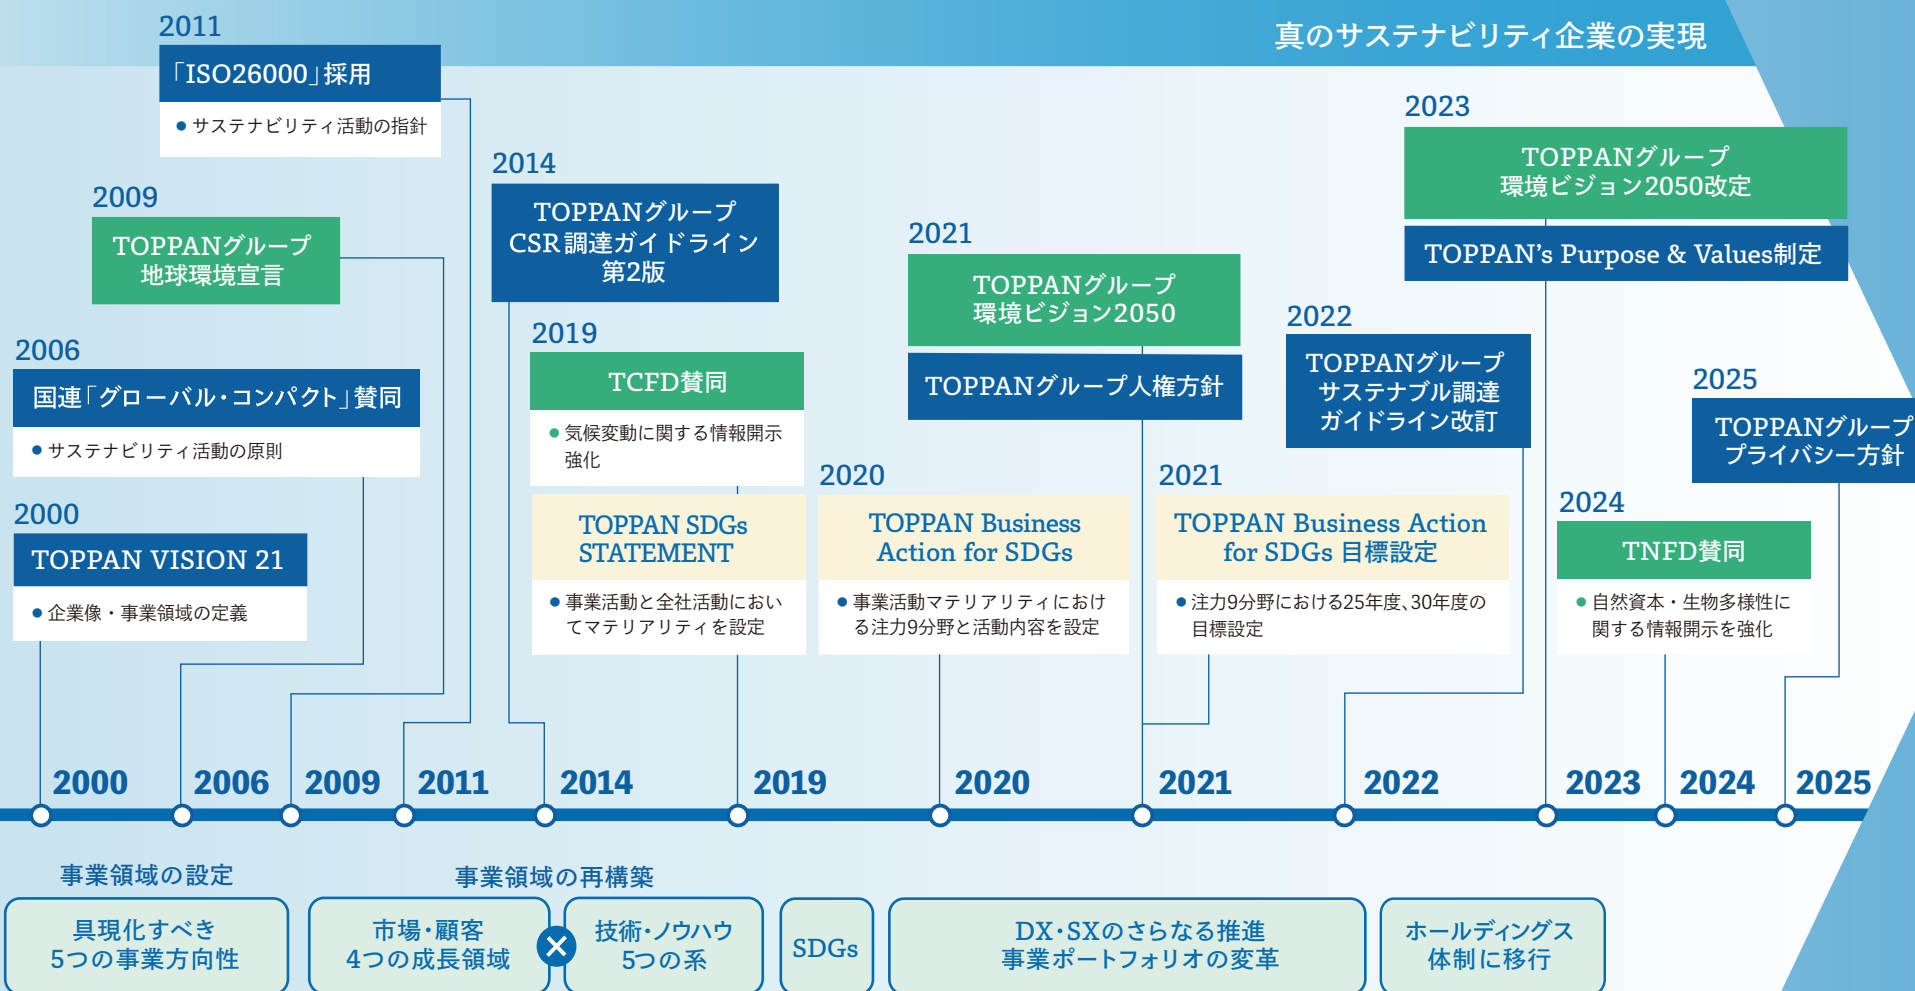 真のサステナビリティ企業の実現
2011
「ISO26000」採用
● サステナビリティ活動の指針
2009
TOPPANグループ
地球環境宣言
2006
国連「グローバル・コンパクト」賛同
● サステナビリティ活動の原則
2000
TOPPAN VISION 21
● 企業像・事業領域の定義
2014
TOPPANグループ
CSR調達ガイドライン
第2版
2019
TCFD賛同
● 気候変動に関する情報開示
強化
TOPPAN SDGs
STATEMENT
● 事業活動と全社活動におい
てマテリアリティを設定
2020
TOPPAN Business
Action for SDGs
● 事業活動マテリアリティにおけ
る注力9分野と活動内容を設定
2021
TOPPANグループ
環境ビジョン2050
TOPPANグループ人権方針
2021
TOPPAN Business Action
for SDGs 目標設定
● 注力9分野における25年度、30年度の
目標設定
2022
TOPPANグループ
サステナブル調達
ガイドライン改訂
2023
TOPPANグループ
環境ビジョン2050改定
TOPPAN's Purpose & Values制定
2024
TNFD賛同
● 自然資本・生物多様性に
関する情報開示を強化
2025
TOPPANグループ
プライバシー方針
2000
2006
2009
2011
2014
2019
2020
2021
2022
2023
2024
2025
事業領域の設定
具現化すべき
5つの事業方向性
事業領域の再構築
市場・顧客
4つの成長領域
×
技術・ノウハウ
5つの系
SDGs
DX・SXのさらなる推進
事業ポートフォリオの変革
ホールディングス
体制に移行